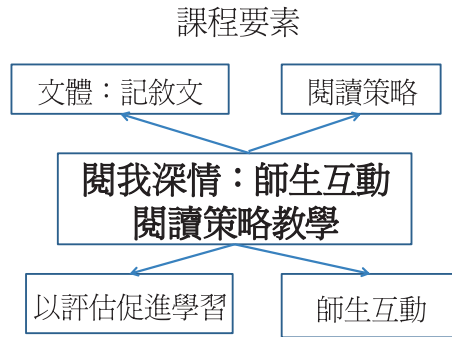 課程要素
文體：記敘文
閱讀策略
閱我深情：師生互動
閱讀策略教學
以評估促進學習
師生互動